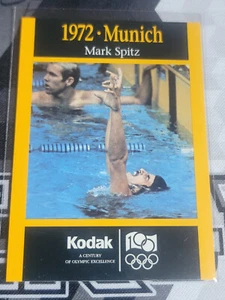 1972 · Munich
Mark Spitz
Kodak
A CENTURY
OF OLYMPIC EXCELLENCE
100